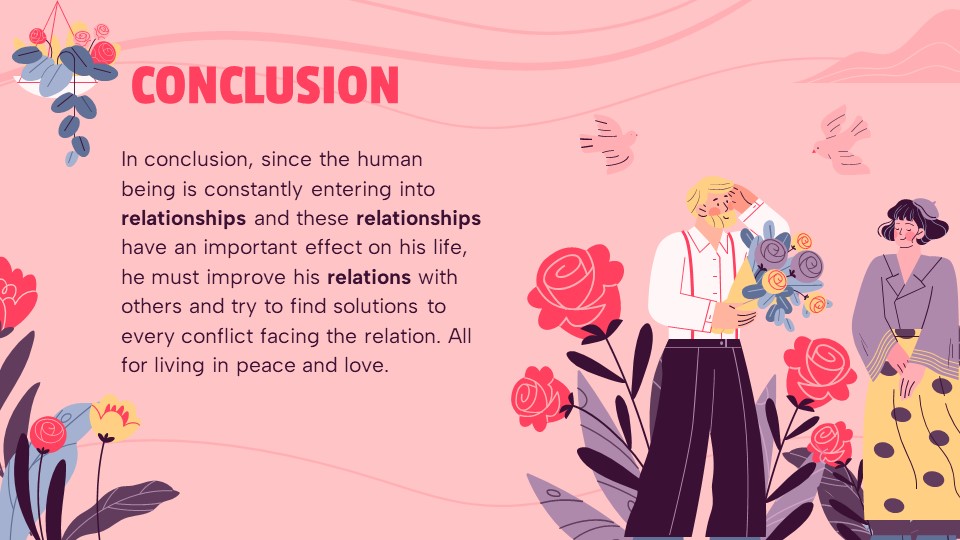 CONCLUSION
In conclusion, since the human
being is constantly entering into
relationships and these relationships
have an important effect on his life,
he must improve his relations with
others and try to find solutions to
every conflict facing the relation. All
for living in peace and love.